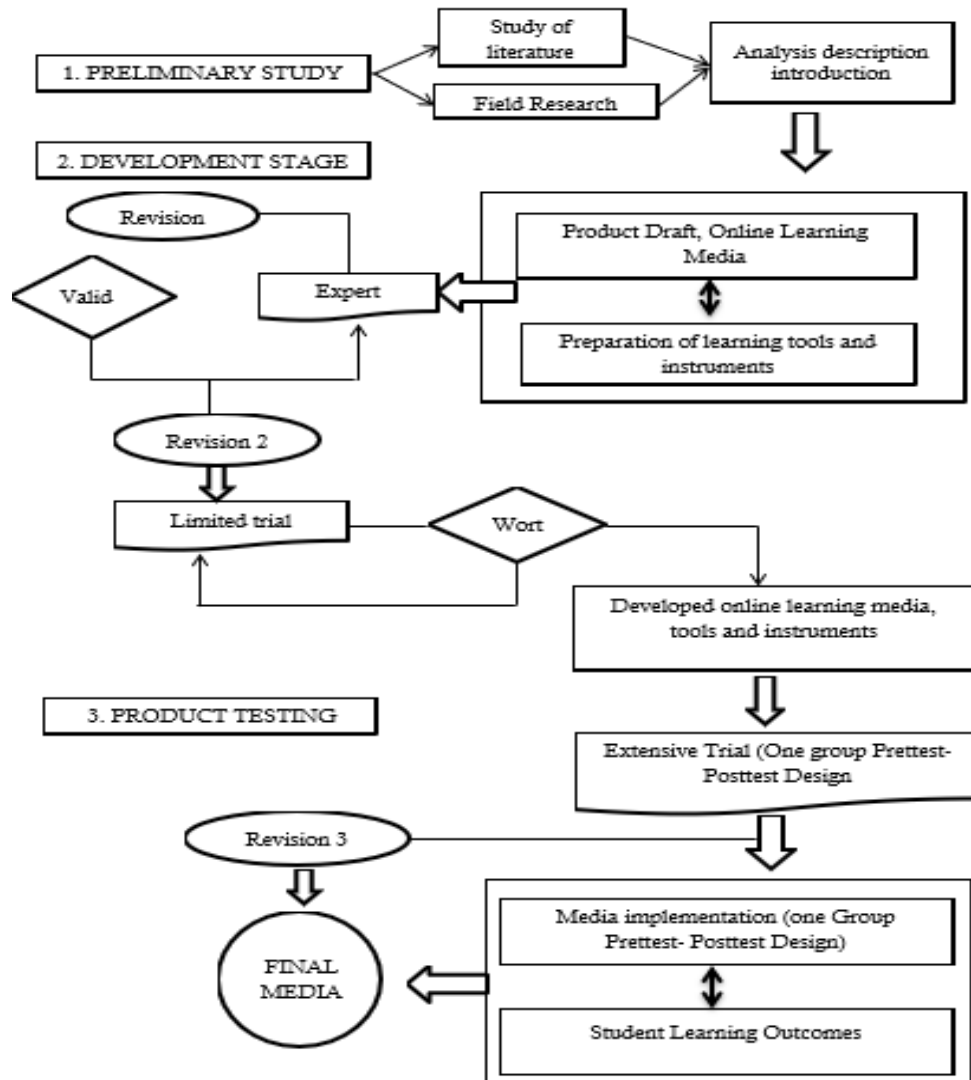 Study of
literature
1. PRELIMINARY STUDY
Analysis description
introduction
Field Research
2. DEVELOPMENT STAGE
Revision
Product Draft, Online Learning
Media
Valid
Expert
Preparation of learning tools and
instruments
Revision 2
Limited trial
Wort
Developed online learning media,
tools and instruments
3. PRODUCT TESTING
Extensive Trial (One group Prettest-
Posttest Design
Revision 3
Media implementation (one Group
Prettest- Posttest Design)
FINAL
MEDIA
Student Learning Outcomes